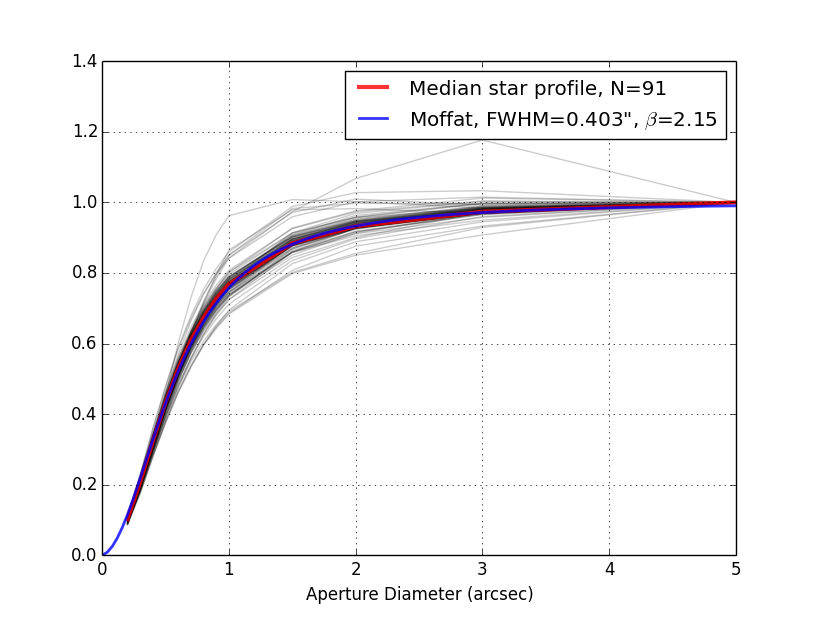 1.4
1.2
1.0
0.8
0.6
0.4
0.2
0.0
Median star profile, N=91
Moffat, FWHM=0.403", β=2.15
0 1 2 3 4 5
Aperture Diameter (arcsec)